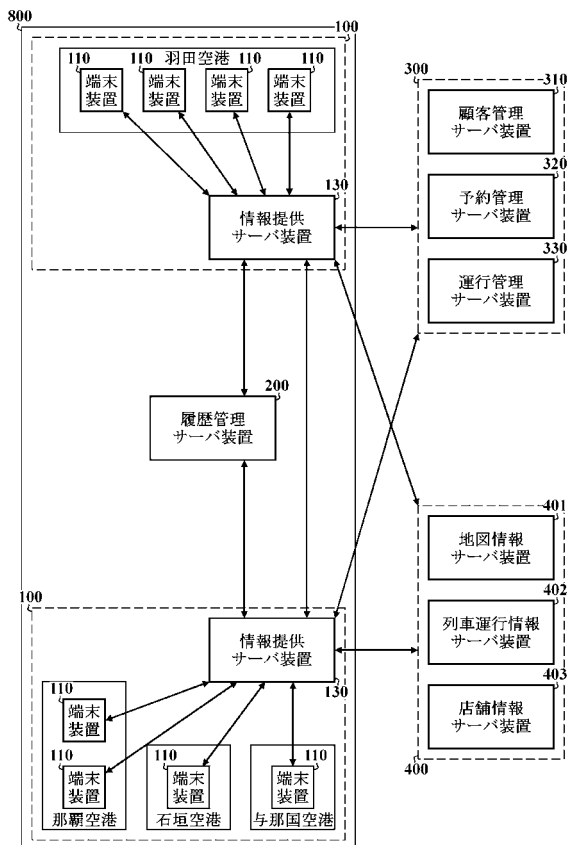 800
100
羽田空港
110
110
110
110
端末
装置
端末
装置
端末
装置
端末
装置
130
情報提供
サーバ装置
300
310
顧客管理
サーバ装置
320
予約管理
サーバ装置
330
運行管理
サーバ装置
200
履歴管理
サーバ装置
401
地図情報
サーバ装置
402
列車運行情報
サーバ装置
403
店舗情報
サーバ装置
400
100
情報提供
サーバ装置
130
110
端末
装置
110
端末
装置
那覇空港
110
端末
装置
石垣空港
110
端末
装置
与那国空港